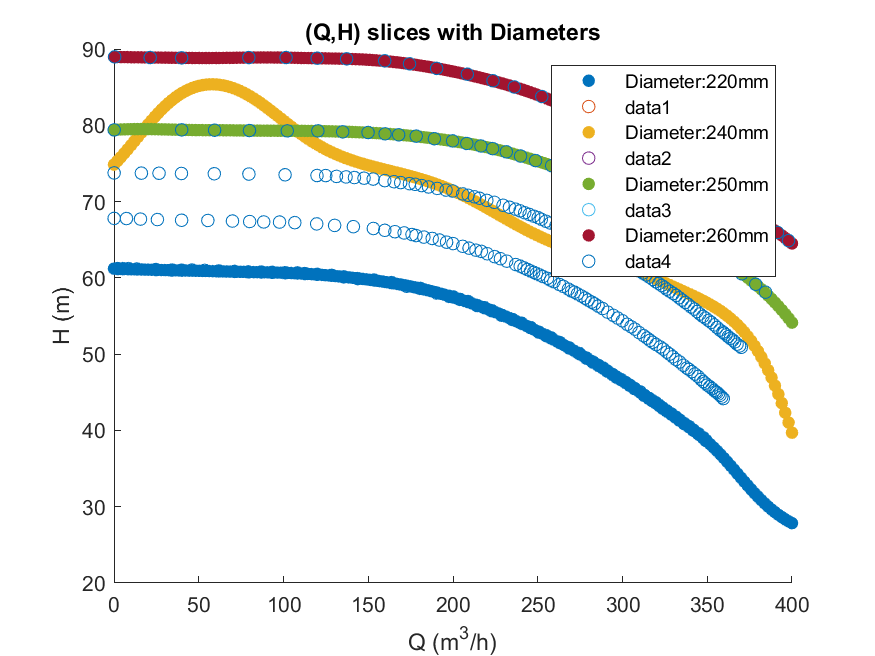 (Q,H) slices with Diameters
90
80
70
60
50
40
30
20
H (m)
Diameter:220mm
data1
Diameter:240mm
data2
Diameter:250mm
data3
Diameter:260mm
data4
0 50 100 150 200 250 300 350 400
Q (m³/h)